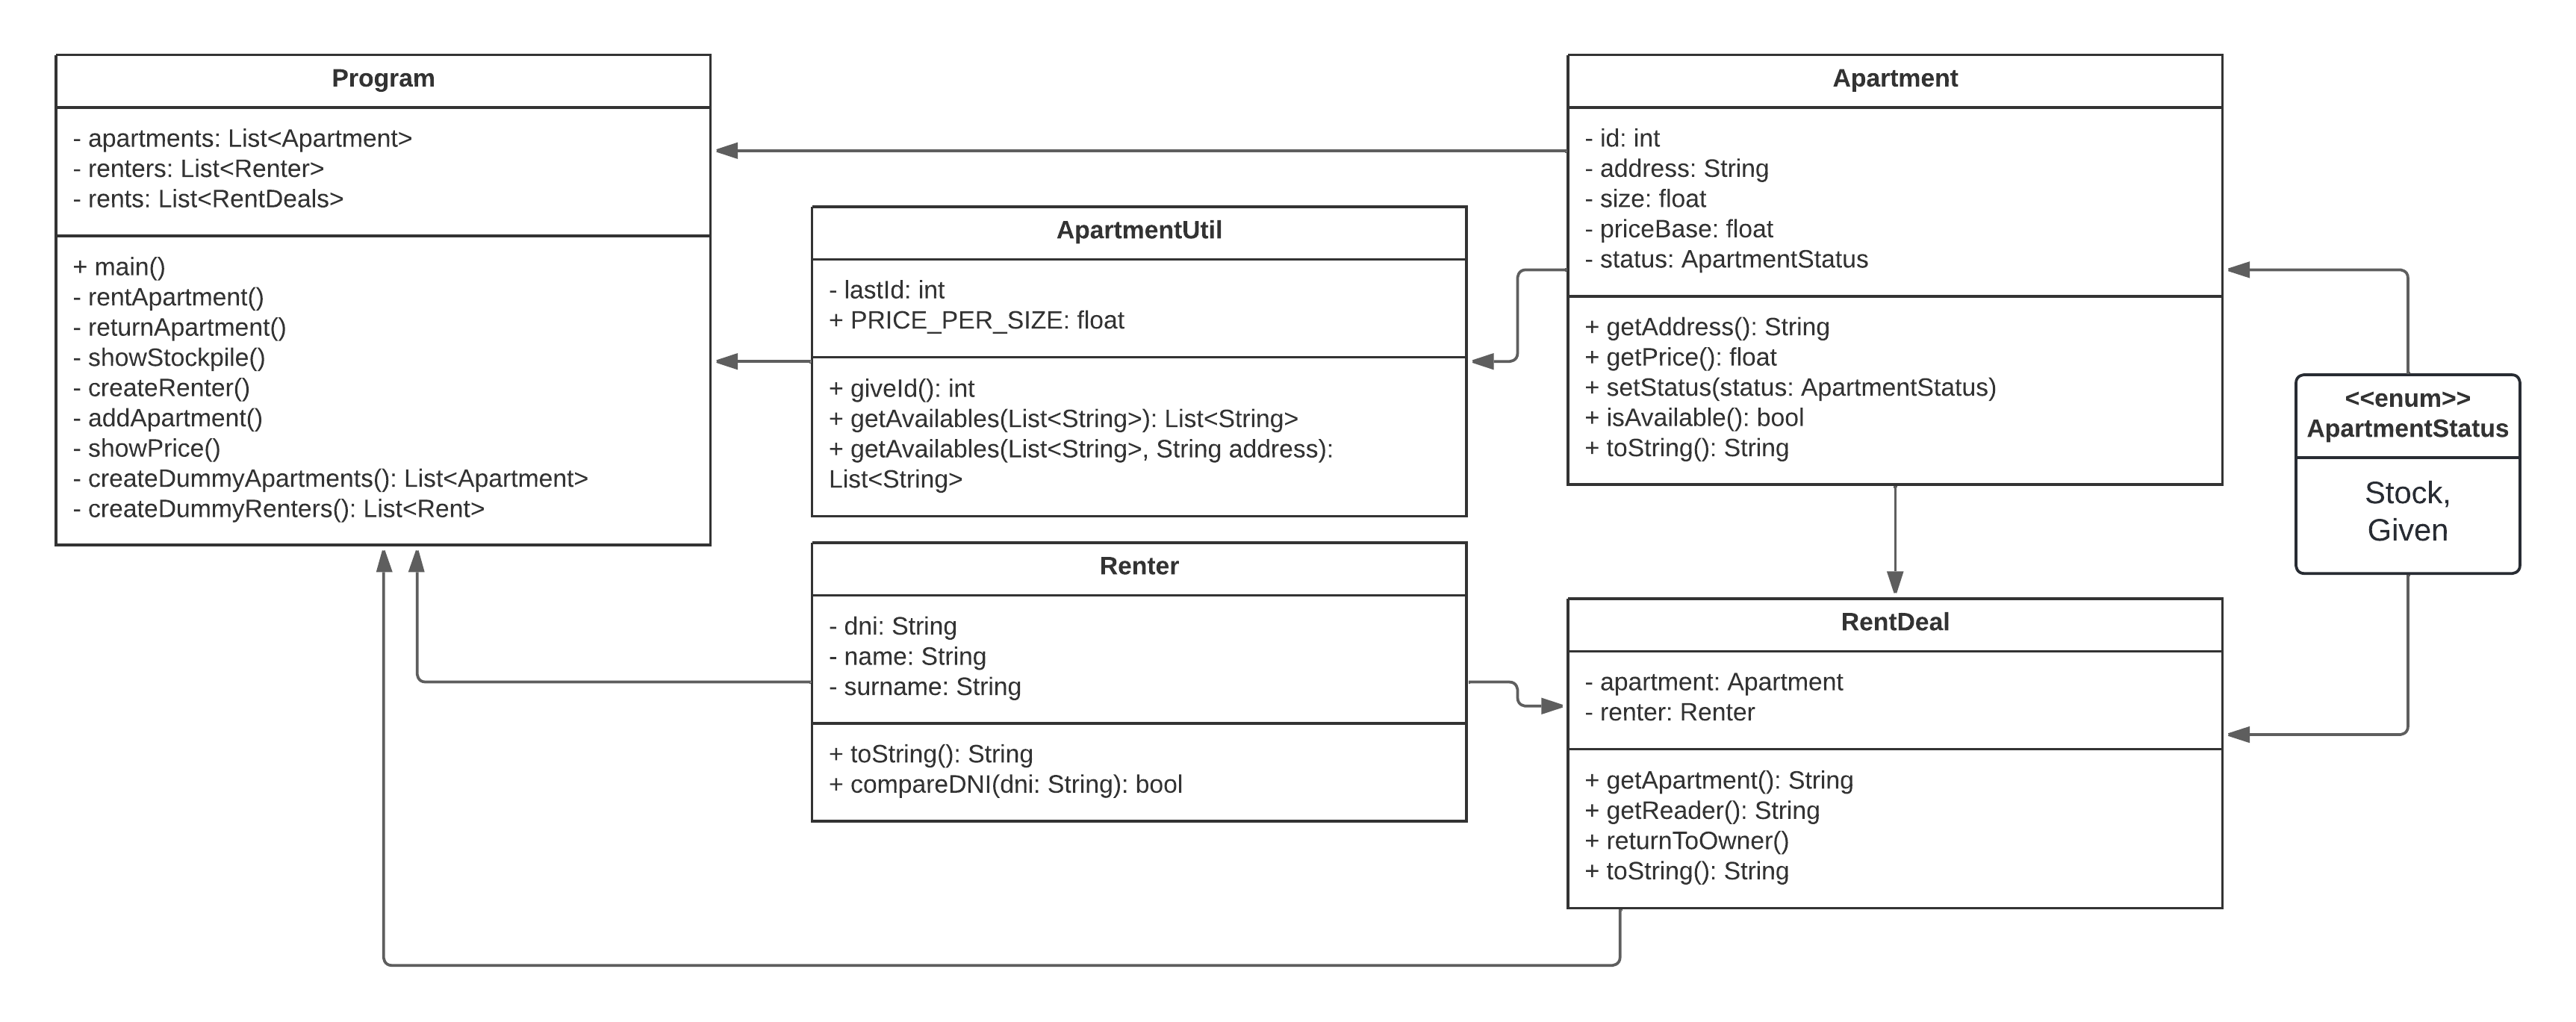 Program
- apartments: List<Apartment>
- renters: List<Renter>
- rents: List<RentDeals>
+ main()
- rentApartment()
- returnApartment()
- showStockpile()
- createRenter()
- addApartment()
- showPrice()
- createDummyApartments(): List<Apartment>
- createDummyRenters(): List<Rent>
ApartmentUtil
- lastId: int
+ PRICE_PER_SIZE: float
+ giveId(): int
+ getAvailables(List<String>): List<String>
+ getAvailables(List<String>, String address):
List<String>
Renter
- dni: String
- name: String
- surname: String
+ toString(): String
+ compareDNI(dni: String): bool
Apartment
- id: int
- address: String
- size: float
- priceBase: float
- status: ApartmentStatus
+ getAddress(): String
+ getPrice(): float
+ setStatus(status: ApartmentStatus)
+ isAvailable(): bool
+ toString(): String
RentDeal
- apartment: Apartment
- renter: Renter
+ getApartment(): String
+ getReader(): String
+ returnToOwner()
+ toString(): String
<<enum>>
ApartmentStatus
Stock,
Given